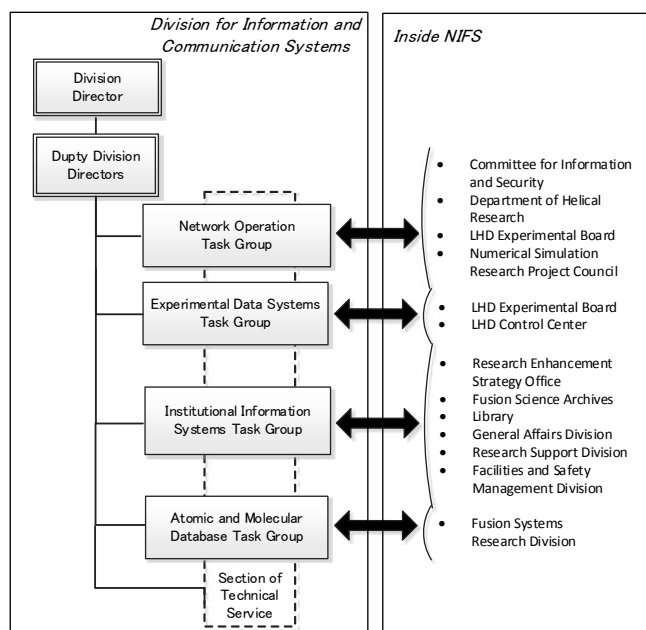 Division for Information and
Communication Systems
Division
Director
Dupty Division
Directors
Network Operation
Task Group
Experimental Data Systems
Task Group
Institutional Information
Systems Task Group
Atomic and Molecular
Database Task Group
Section of
Technical
Service
Inside NIFS
• Committee for Information
and Security
• Department of Helical
Research
• LHD Experimental Board
• Numerical Simulation
Research Project Council
• LHD Experimental Board
• LHD Control Center
• Research Enhancement
Strategy Office
• Fusion Science Archives
• Library
• General Affairs Division
• Research Support Division
• Facilities and Safety
Management Division
• Fusion Systems
Research Division